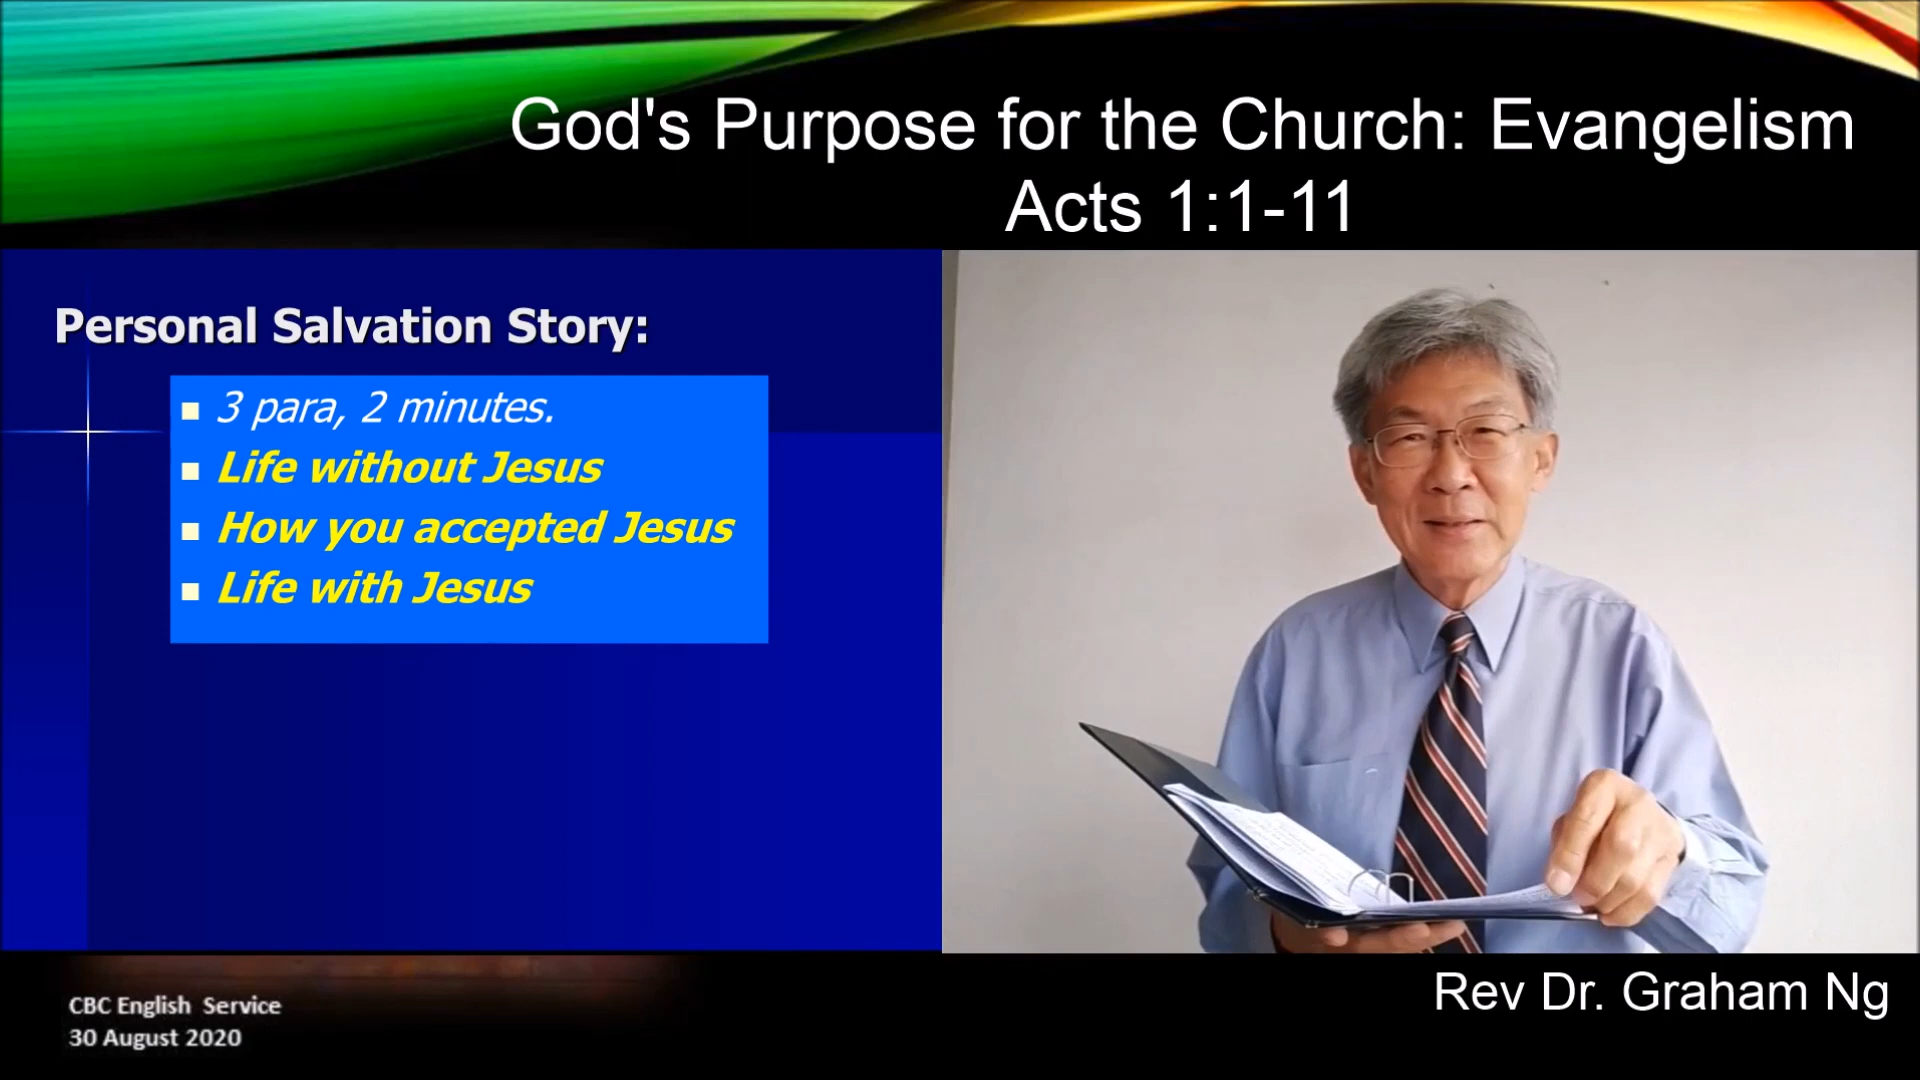 God's Purpose for the Church: Evangelism
Acts 1:1-11
Personal Salvation Story:
3 para, 2 minutes.
Life without Jesus
How you accepted Jesus
Life with Jesus
Rev Dr. Graham Ng
CBC English Service
30 August 2020